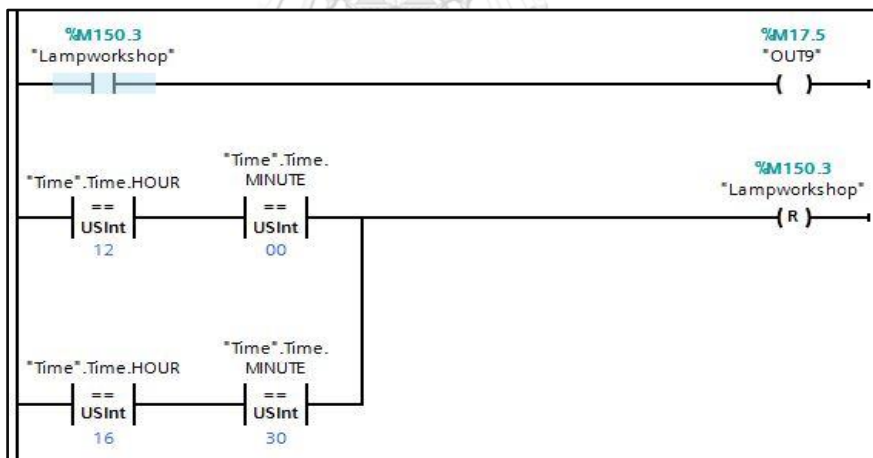 %M150.3
"Lampworkshop"
%M17.5
"OUT9"
"Time".Time.HOUR
==
USInt
12
"Time".Time.
MINUTE
==
USInt
00
%M150.3
"Lampworkshop"
R
"Time".Time.HOUR
==
USInt
16
"Time".Time.
MINUTE
==
USInt
30